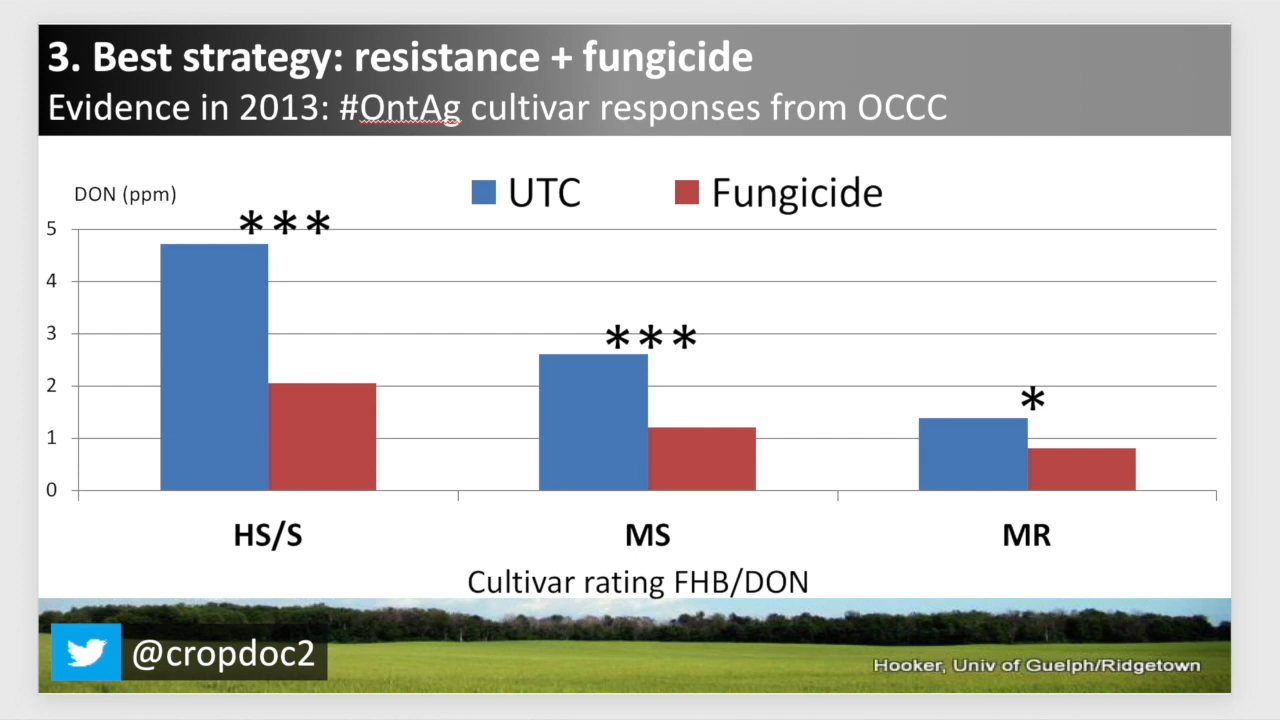 3. Best strategy: resistance + fungicide
Evidence in 2013: #OntAg cultivar responses from OCCC
DON (ppm)
UTC
Fungicide
***
5
4
3
2
1
0
***
*
HS/S
MS
MR
Cultivar rating FHB/DON
@cropdoc2
Hooker, Univ of Guelph/Ridgetown